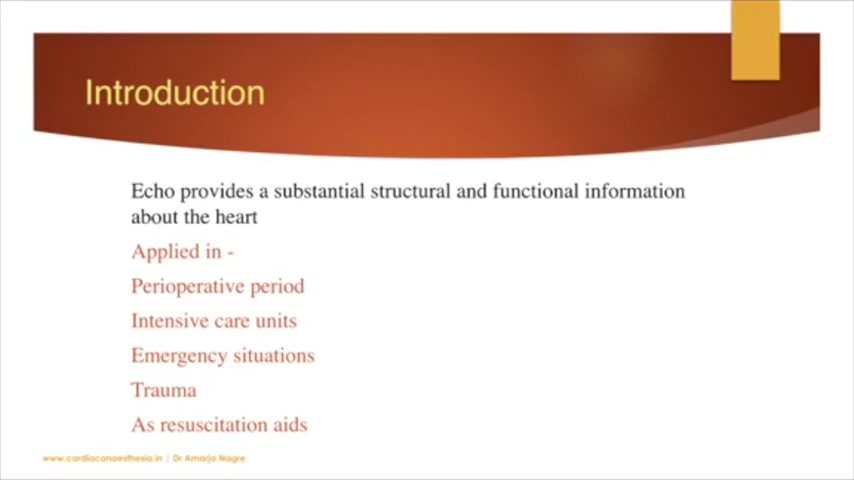 Introduction
Echo provides a substantial structural and functional information
about the heart
Applied in -
Perioperative period
Intensive care units
Emergency situations
Trauma
As resuscitation aids
www.cardiacanaesthesia.in | Dr Amarja Nagre